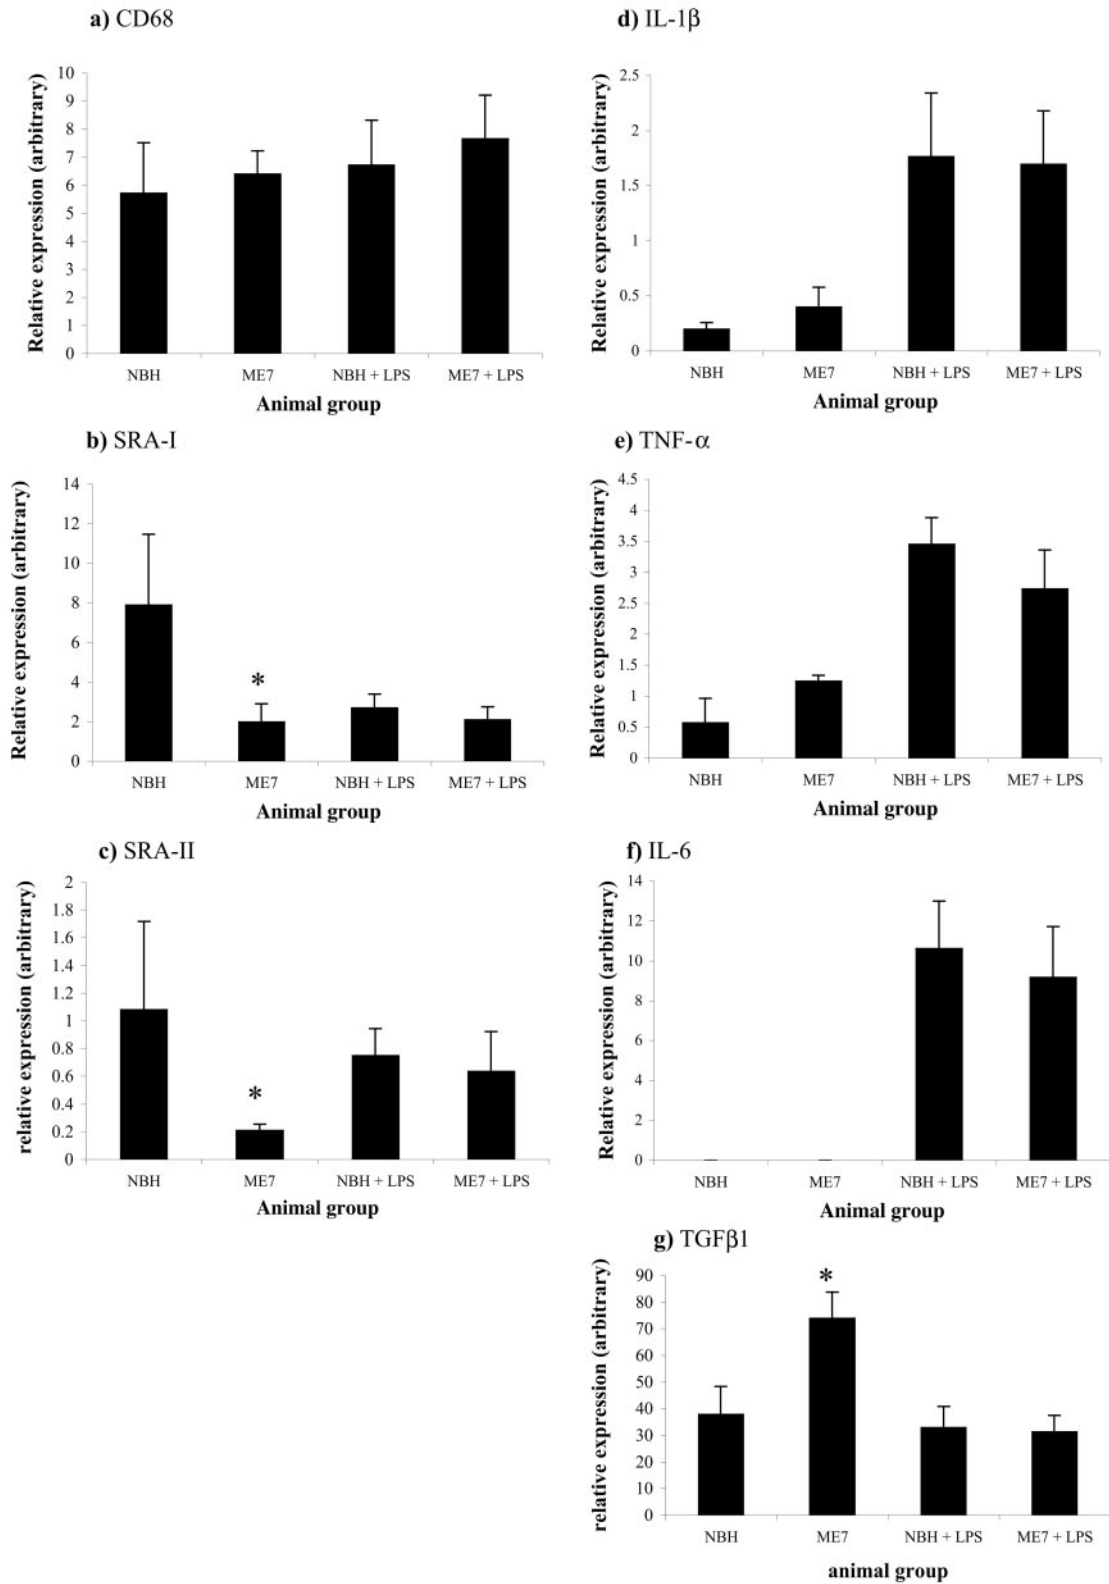 a) CD68
Relative expression (arbitrary)
10
9
8
7
6
5
4
3
2
1
0
NBH ME7 NBH + LPS ME7 + LPS
Animal group
b) SRA-I
Relative expression (arbitrary)
14
12
10
8
6
4
2
0
*
NBH ME7 NBH + LPS ME7 + LPS
Animal group
c) SRA-II
relative expression (arbitrary)
2
1.8
1.6
1.4
1.2
1
0.8
0.6
0.4
0.2
0
*
NBH ME7 NBH + LPS ME7 + LPS
Animal group
d) IL-1β
Relative expression (arbitrary)
2.5
2
1.5
1
0.5
0
NBH ME7 NBH + LPS ME7 + LPS
Animal group
e) TNF-α
Relative expression (arbitrary)
4.5
4
3.5
3
2.5
2
1.5
1
0.5
0
NBH ME7 NBH + LPS ME7 + LPS
Animal group
f) IL-6
Relative expression (arbitrary)
14
12
10
8
6
4
2
0
NBH ME7 NBH + LPS ME7 + LPS
Animal group
g) TGFβ1
relative expression (arbitrary)
90
80
70
60
50
40
30
20
10
0
*
NBH ME7 NBH + LPS ME7 + LPS
animal group